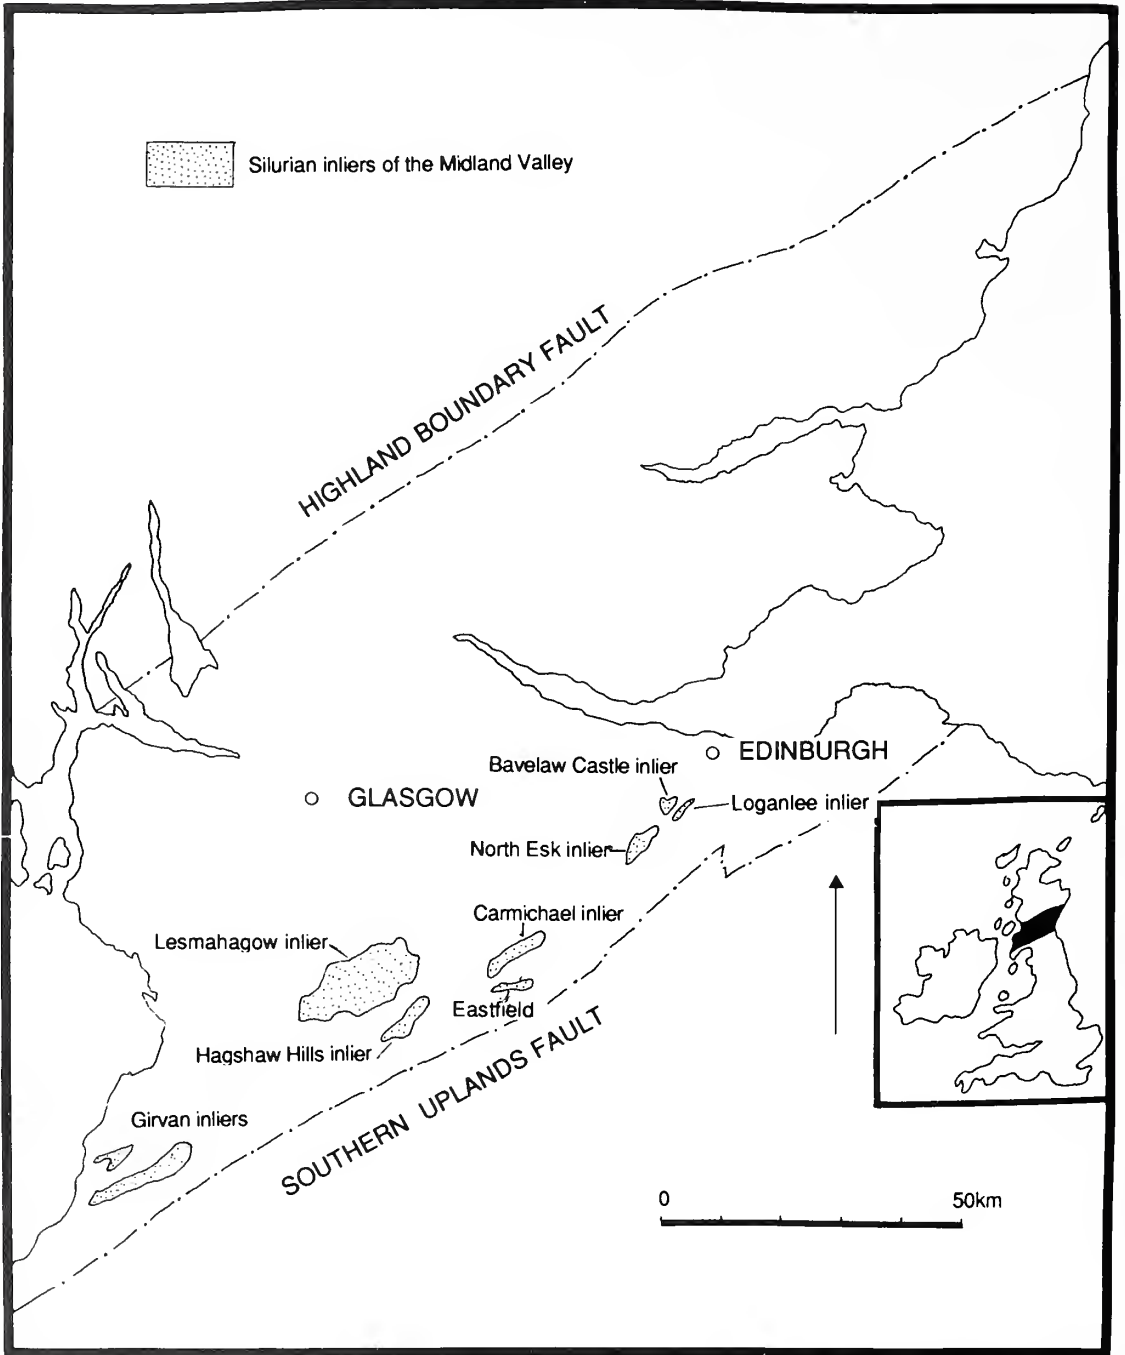 Silurian inliers of the Midland Valley
HIGHLAND BOUNDARY FAULT
EDINBURGH
Bavelaw Castle inlier
GLASGOW
Loganlee inlier
North Esk inlier
Carmichael inlier
Lesmahagow inlier
Eastfield
Hagshaw Hills inlier
SOUTHERN UPLANDS FAULT
Girvan inliers
0
50km